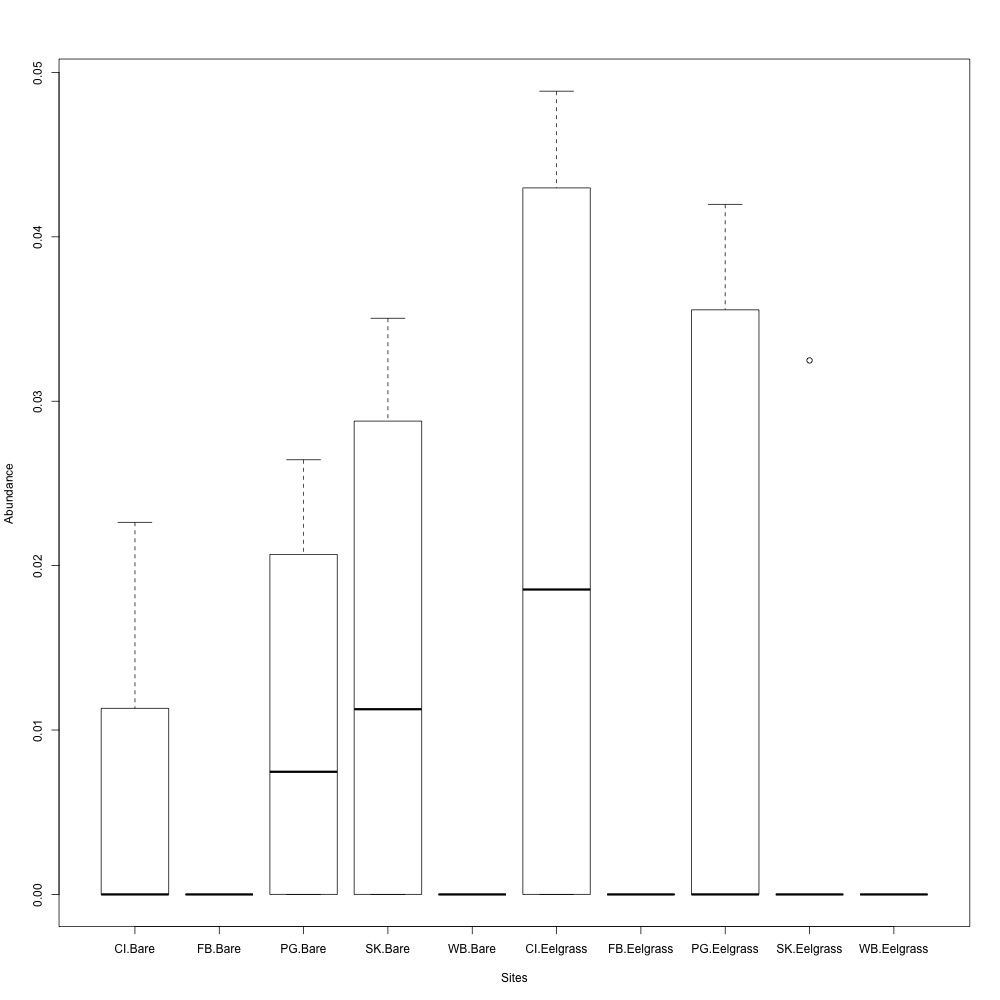 0.05
0.04
0.03
0.02
0.01
0.00
Abundance
CI.Bare FB.Bare PG.Bare SK.Bare WB.Bare CI.Eelgrass FB.Eelgrass PG.Eelgrass SK.Eelgrass WB.Eelgrass
Sites